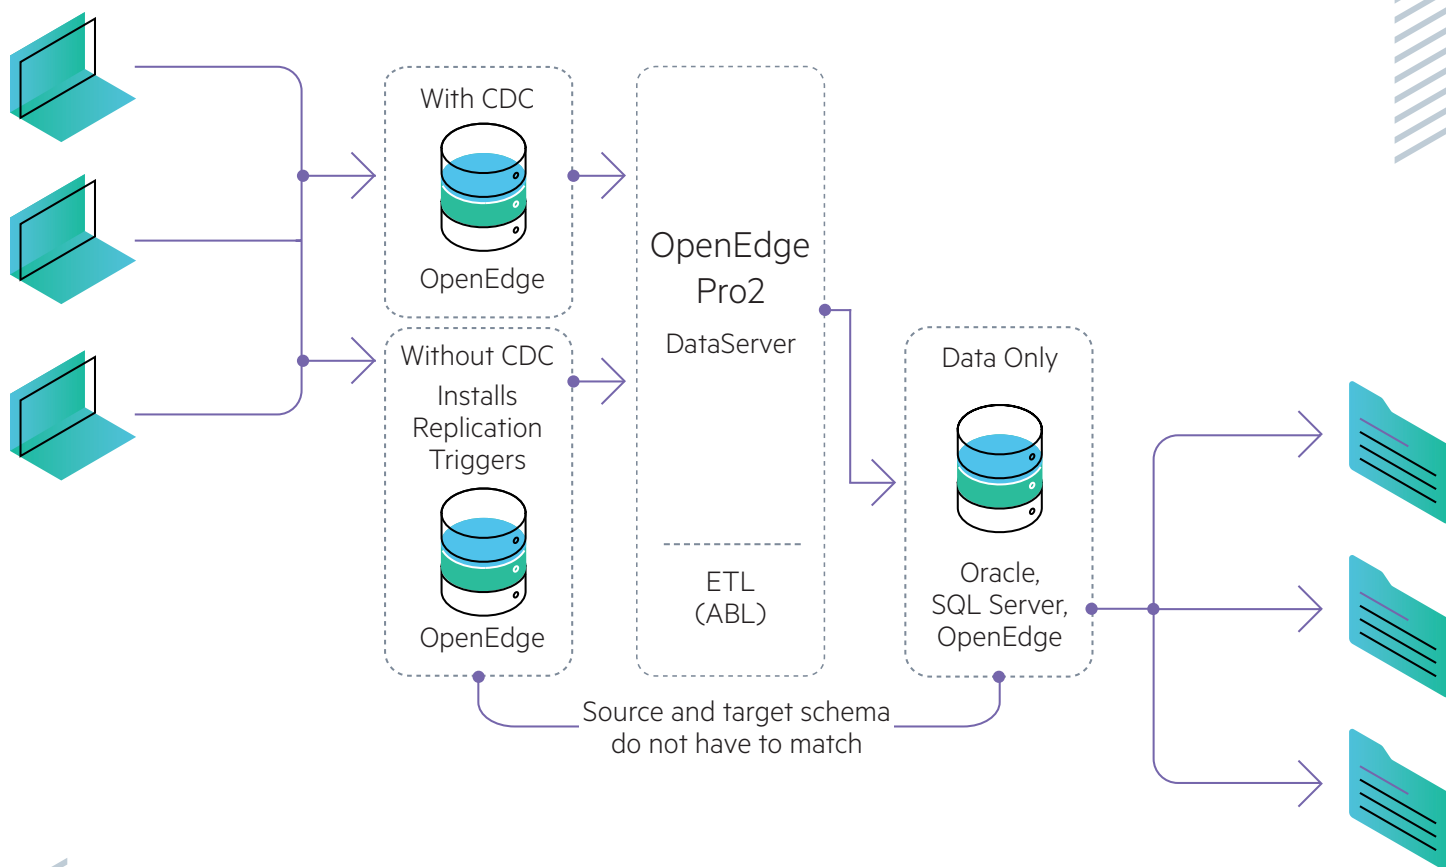 With CDC
OpenEdge
Without CDC
Installs
Replication
Triggers
OpenEdge
OpenEdge
Pro2
DataServer
ETL
(ABL)
Data Only
Oracle,
SQL Server,
OpenEdge
Source and target schema
do not have to match